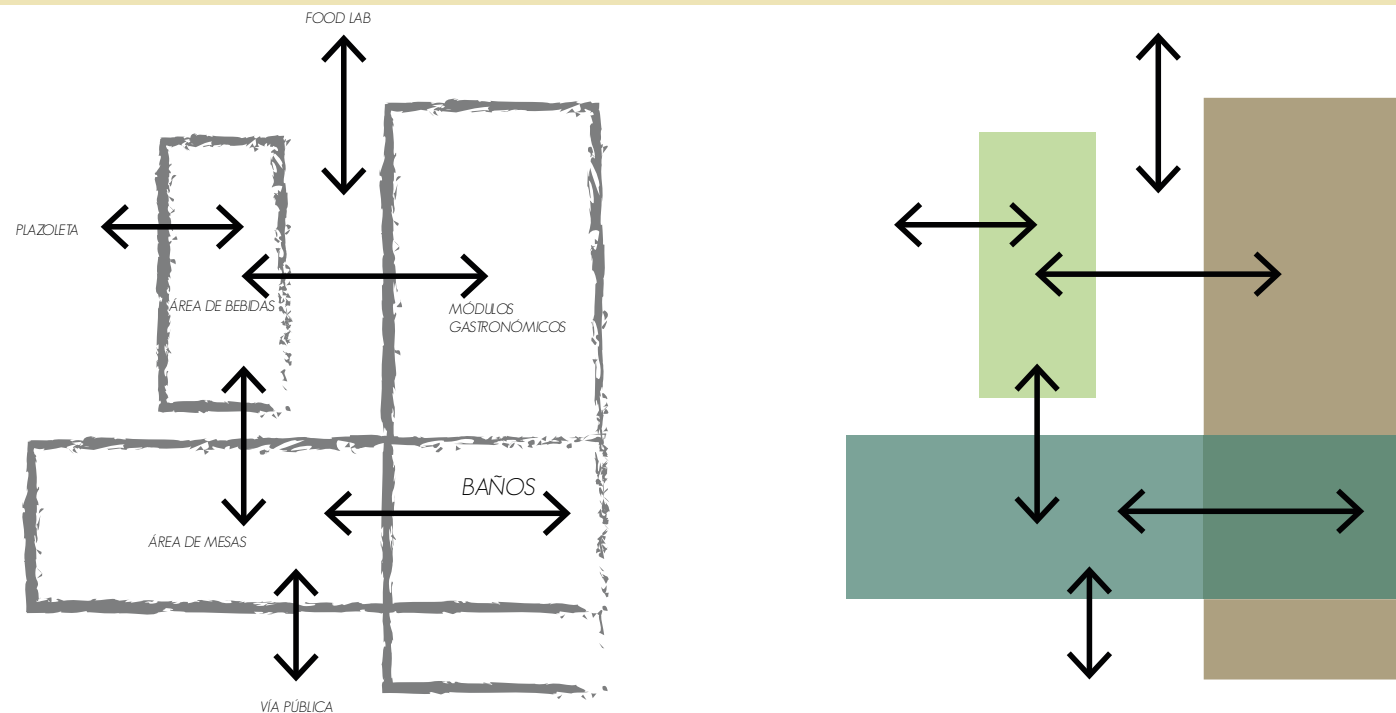 FOOD LAB
PLAZOLETA
ÁREA DE BEBIDAS
MÓDULOS
GASTRONÓMICOS
BAÑOS
ÁREA DE MESAS
VÍA PÚBLICA